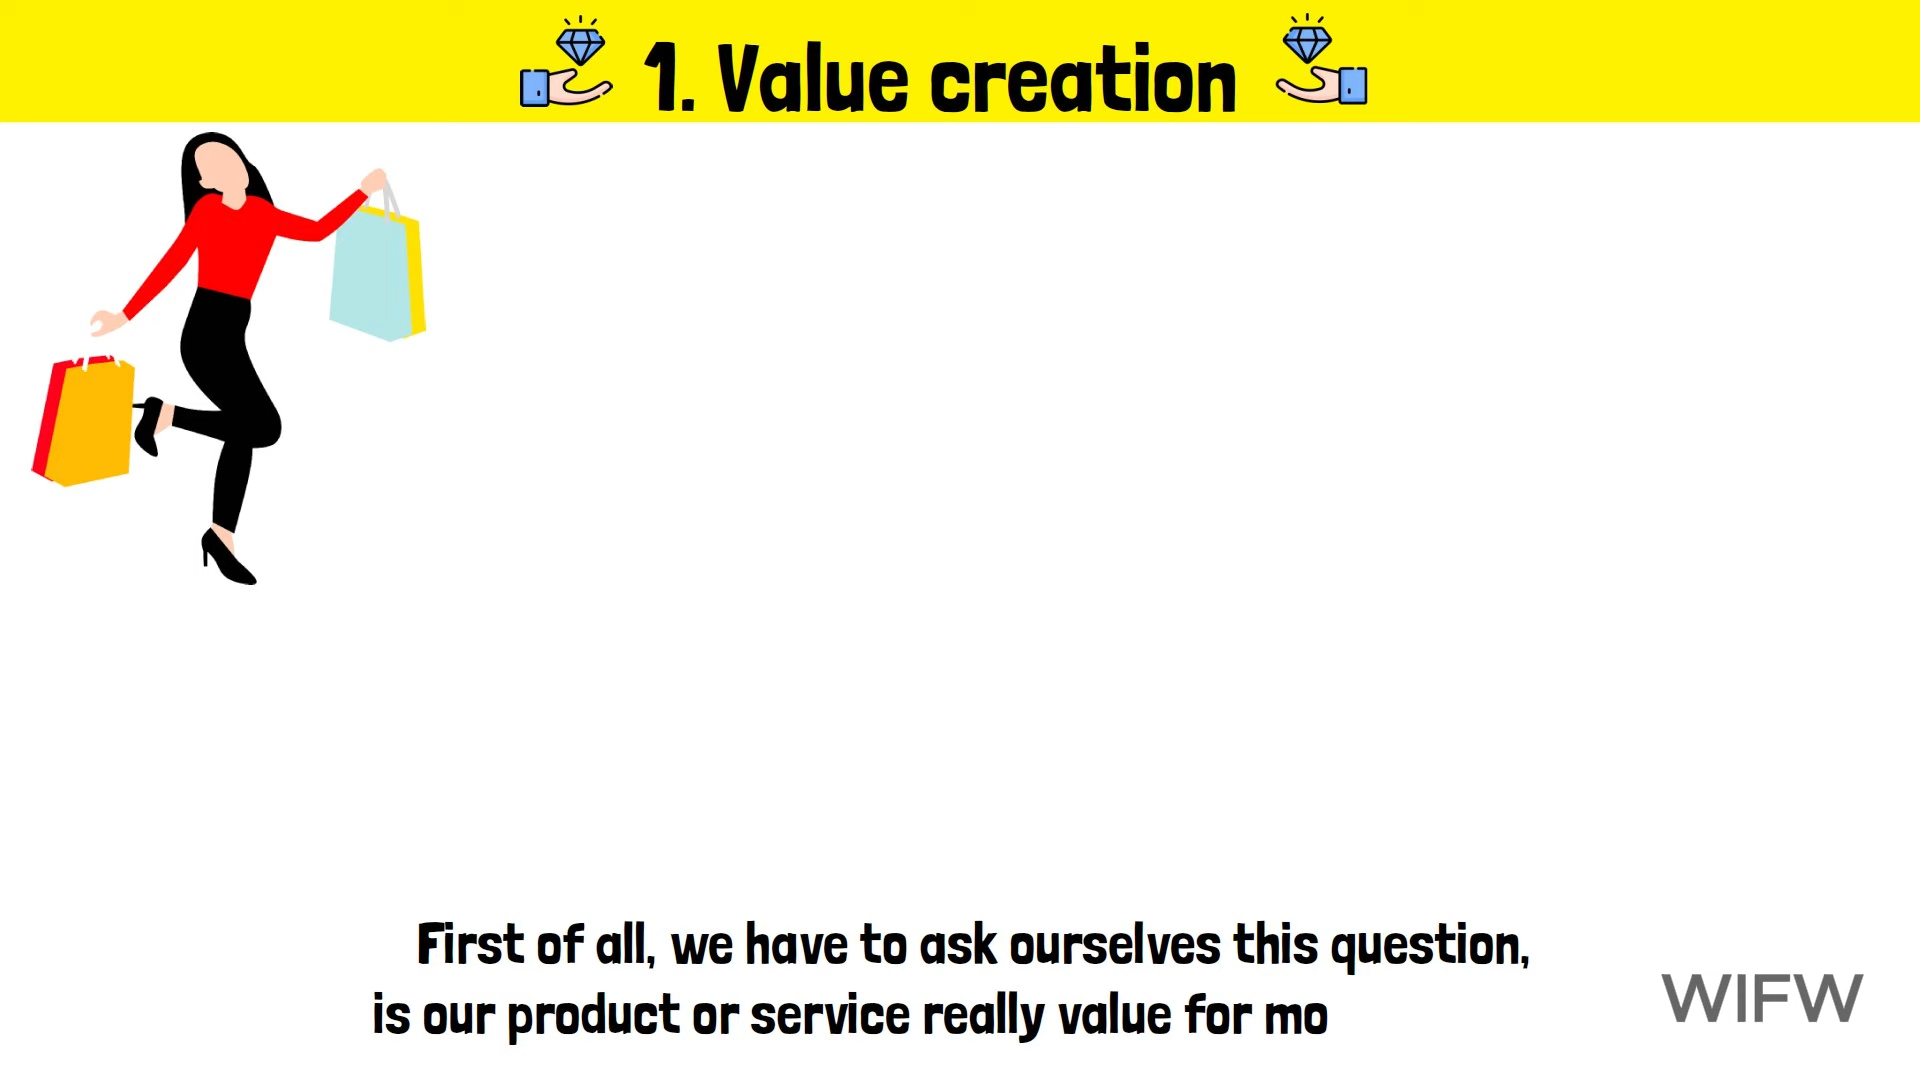 1. Value creation
First of all, we have to ask ourselves this question,
is our product or service really value for mo
WIFW